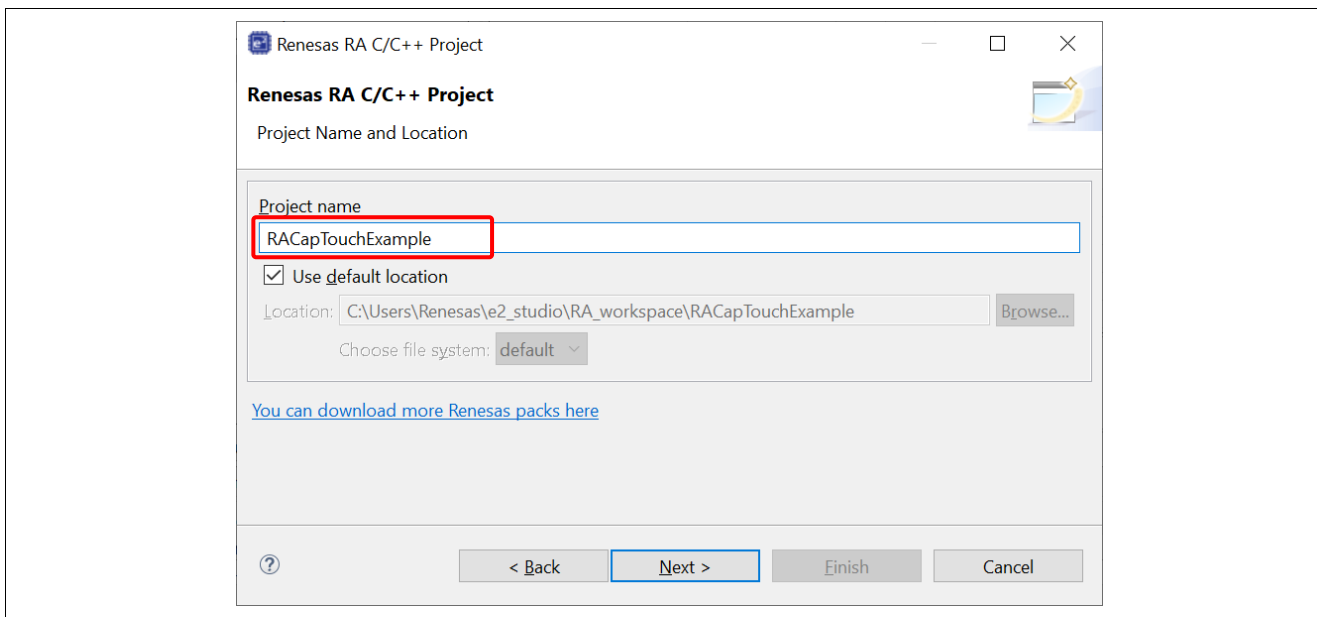 Renesas RA C/C++ Project
Renesas RA C/C++ Project
Project Name and Location
Project name
RACapTouchExample
Use default location
Location: C:\Users\Renesas\e2_studio\RA_workspace\RACapTouchExample Browse...
Choose file system: default
You can download more Renesas packs here
? < Back Next > Finish Cancel